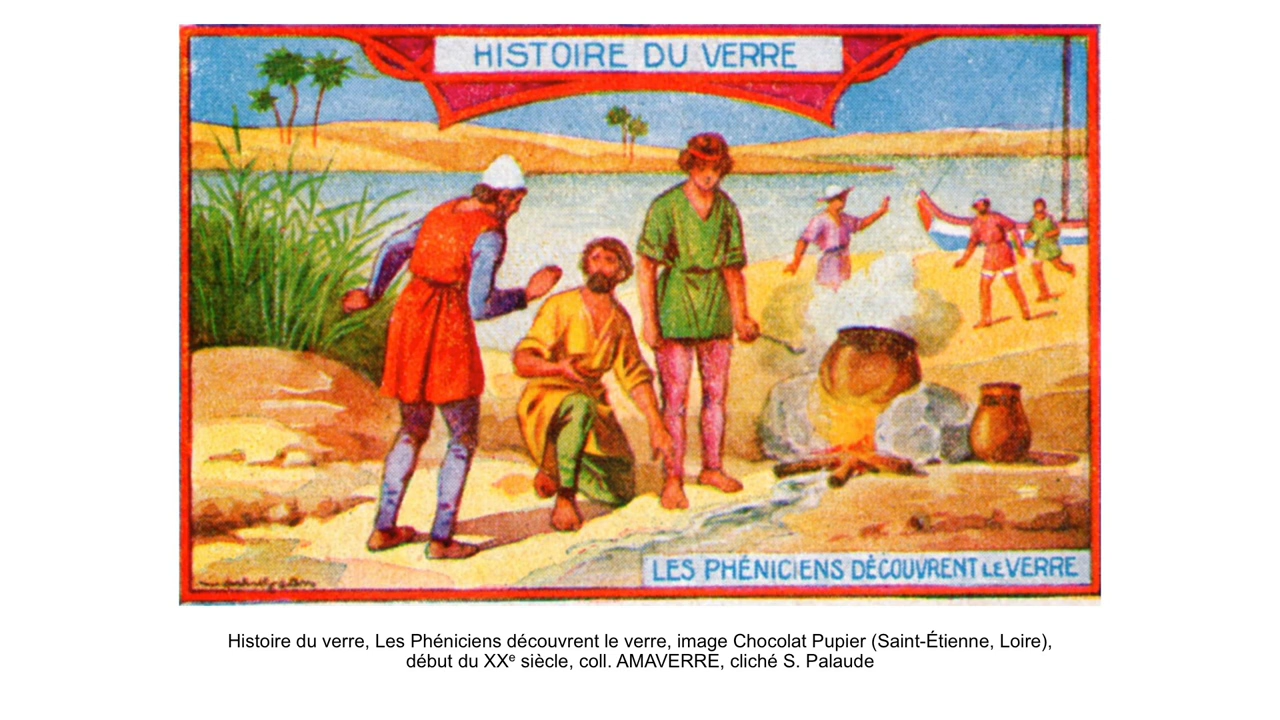 HISTOIRE DU VERRE
LES PHÉNICIENS DÉCOUVRENT LE VERRE
Histoire du verre, Les Phéniciens découvrent le verre, image Chocolat Pupier (Saint-Étienne, Loire),
début du XXe siècle, coll. AMAVERRE, cliché S. Palaude